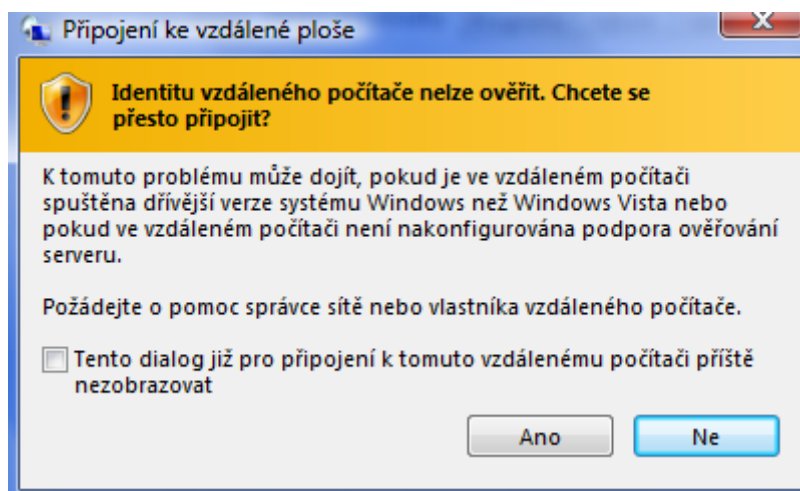 Připojení ke vzdálené ploše
Identitu vzdáleného počítače nelze ověřit. Chcete se
přesto připojit?
K tomuto problému může dojít, pokud je ve vzdáleném počítači
spuštěna dřívější verze systému Windows než Windows Vista nebo
pokud ve vzdáleném počítači není nakonfigurována podpora ověřování
serveru.
Požádejte o pomoc správce sítě nebo vlastníka vzdáleného počítače.
Tento dialog již pro připojení k tomuto vzdálenému počítači příště
nezobrazovat
Ano
Ne